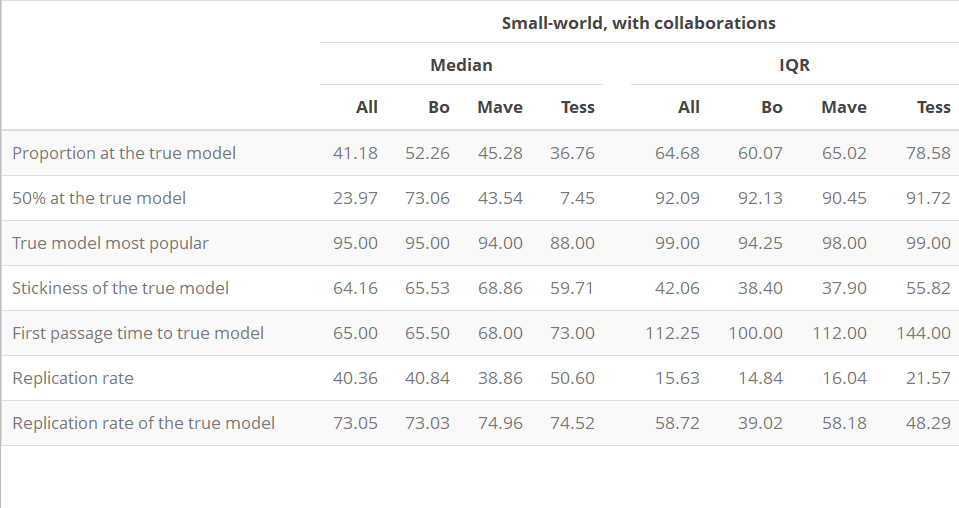 Small-world, with collaborations
Median IQR
All Bo Mave Tess All Bo Mave Tess
Proportion at the true model 41.18 52.26 45.28 36.76 64.68 60.07 65.02 78.58
50% at the true model 23.97 73.06 43.54 7.45 92.09 92.13 90.45 91.72
True model most popular 95.00 95.00 94.00 88.00 99.00 94.25 98.00 99.00
Stickiness of the true model 64.16 65.53 68.86 59.71 42.06 38.40 37.90 55.82
First passage time to true model 65.00 65.50 68.00 73.00 112.25 100.00 112.00 144.00
Replication rate 40.36 40.84 38.86 50.60 15.63 14.84 16.04 21.57
Replication rate of the true model 73.05 73.03 74.96 74.52 58.72 39.02 58.18 48.29